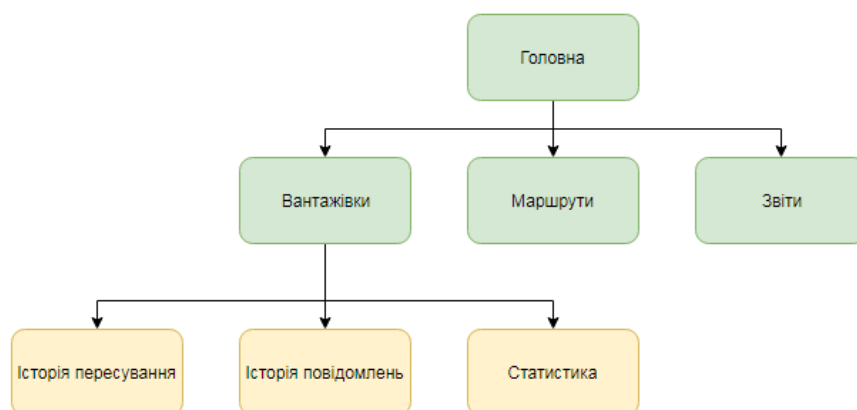 Головна
Вантажівки
Маршрути
Звіти
Історія пересування
Історія повідомлень
Статистика